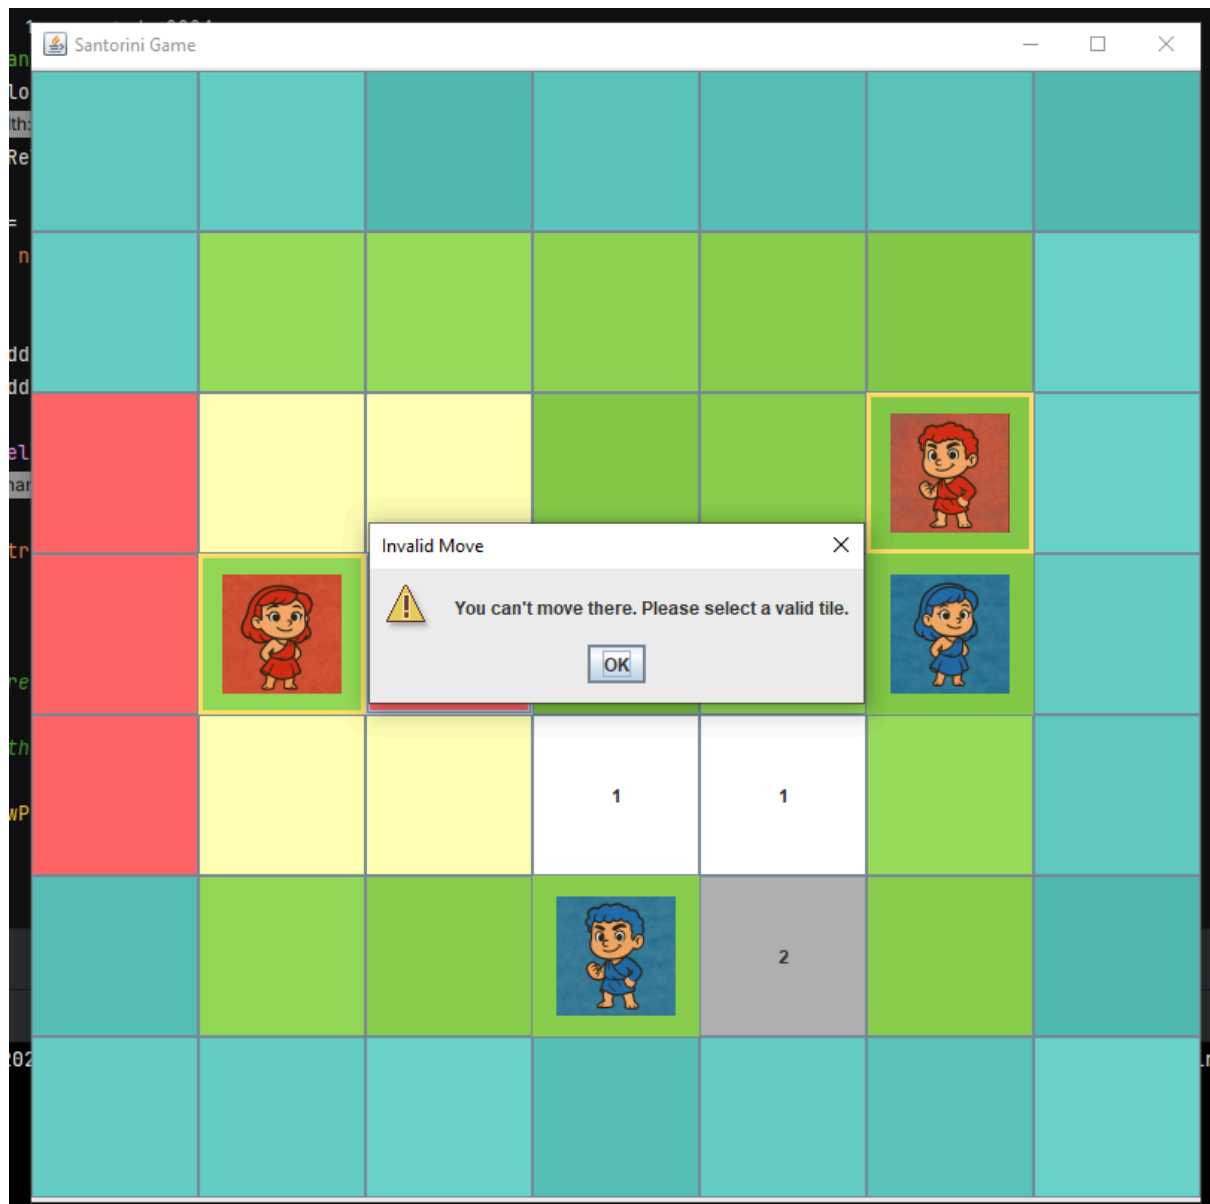 Santorini Game
Invalid Move
You can't move there. Please select a valid tile.
OK
1
1
2